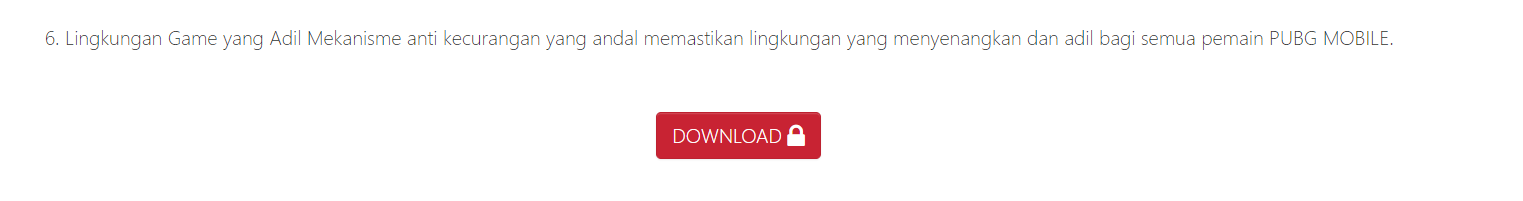 6. Lingkungan Game yang Adil Mekanisme anti kecurangan yang andal memastikan lingkungan yang menyenangkan dan adil bagi semua pemain PUBG MOBILE.
DOWNLOAD